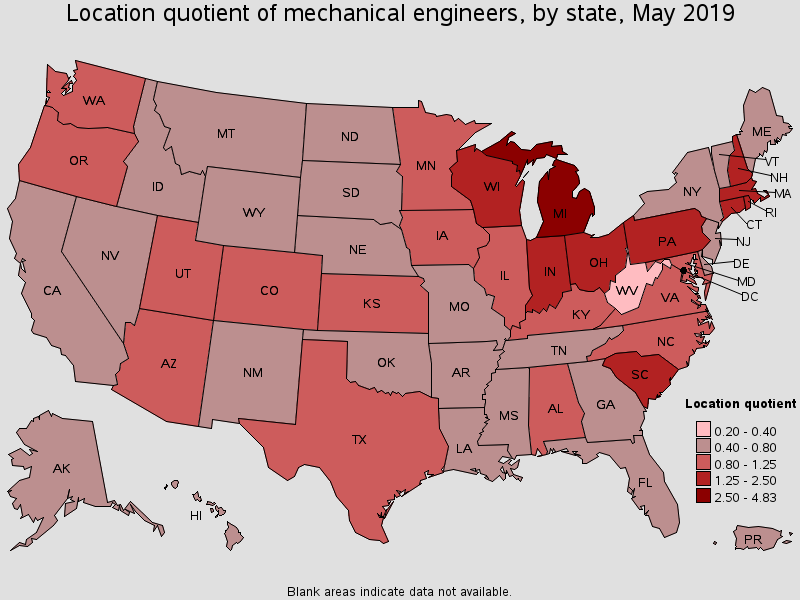 Location quotient of mechanical engineers, by state, May 2019
WA
MT
ND
MN
ME
OR
ID
SD
WI
VT
NH
WY
MI
NY
MA
RI
CT
NV
NE
IA
PA
NJ
CA
UT
CO
IL
IN
OH
WV
DE
MD
VA
DC
KS
MO
KY
AZ
NM
OK
TN
NC
AR
SC
TX
LA
MS
AL
GA
AK
HI
FL
PR
Location quotient
0.20 - 0.40
0.40 - 0.80
0.80 - 1.25
1.25 - 2.50
2.50 - 4.83
Blank areas indicate data not available.